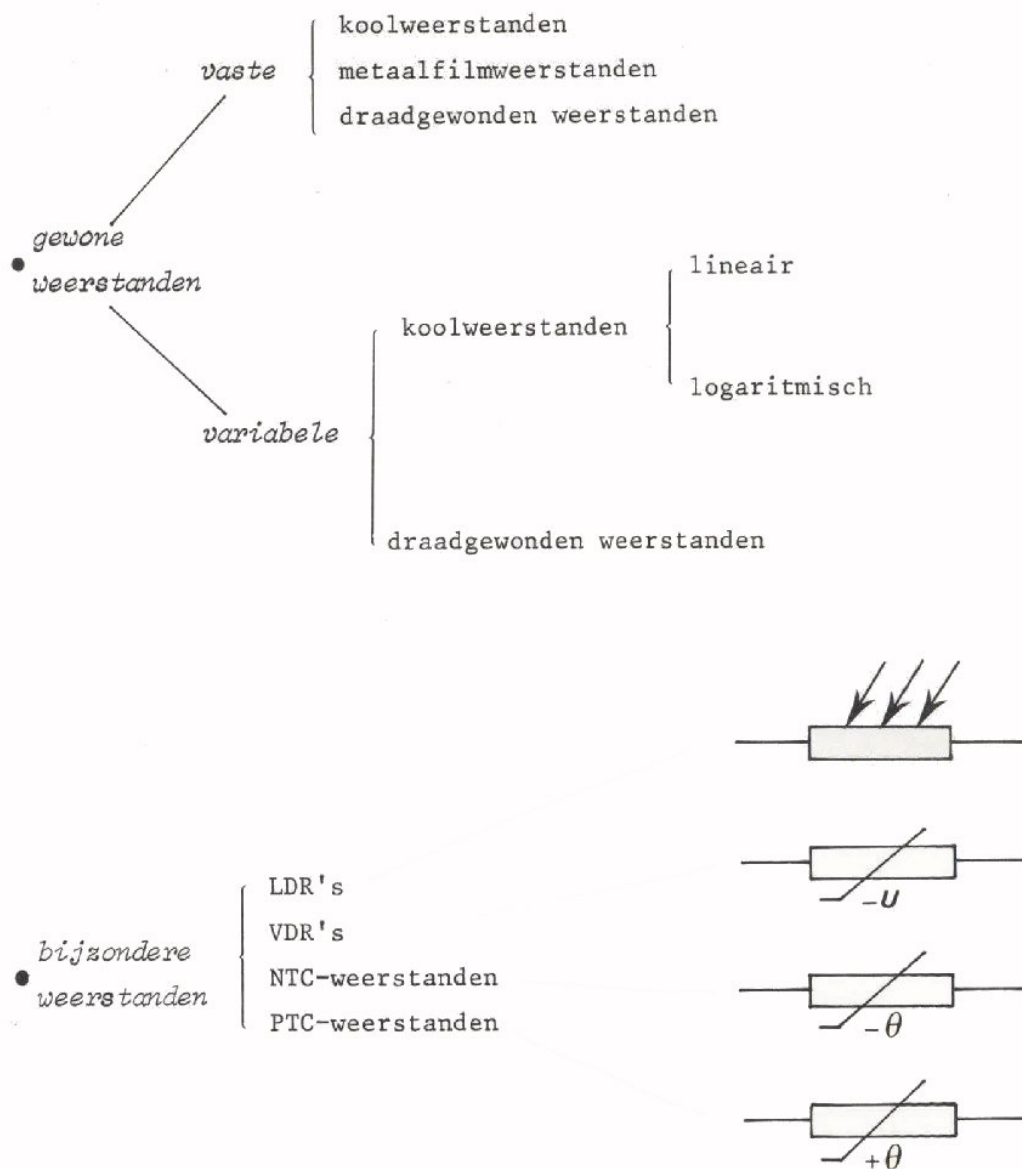 koolweerstanden
vaste
metaalfilmweerstanden
draadgewonden weerstanden
gewone
weerstanden
lineair
koolweerstanden
logaritmisch
variabele
draadgewonden weerstanden
LDR's
VDR's
bijzondere
weerstanden
NTC-weerstanden
PTC-weerstanden
-U
-θ
+θ